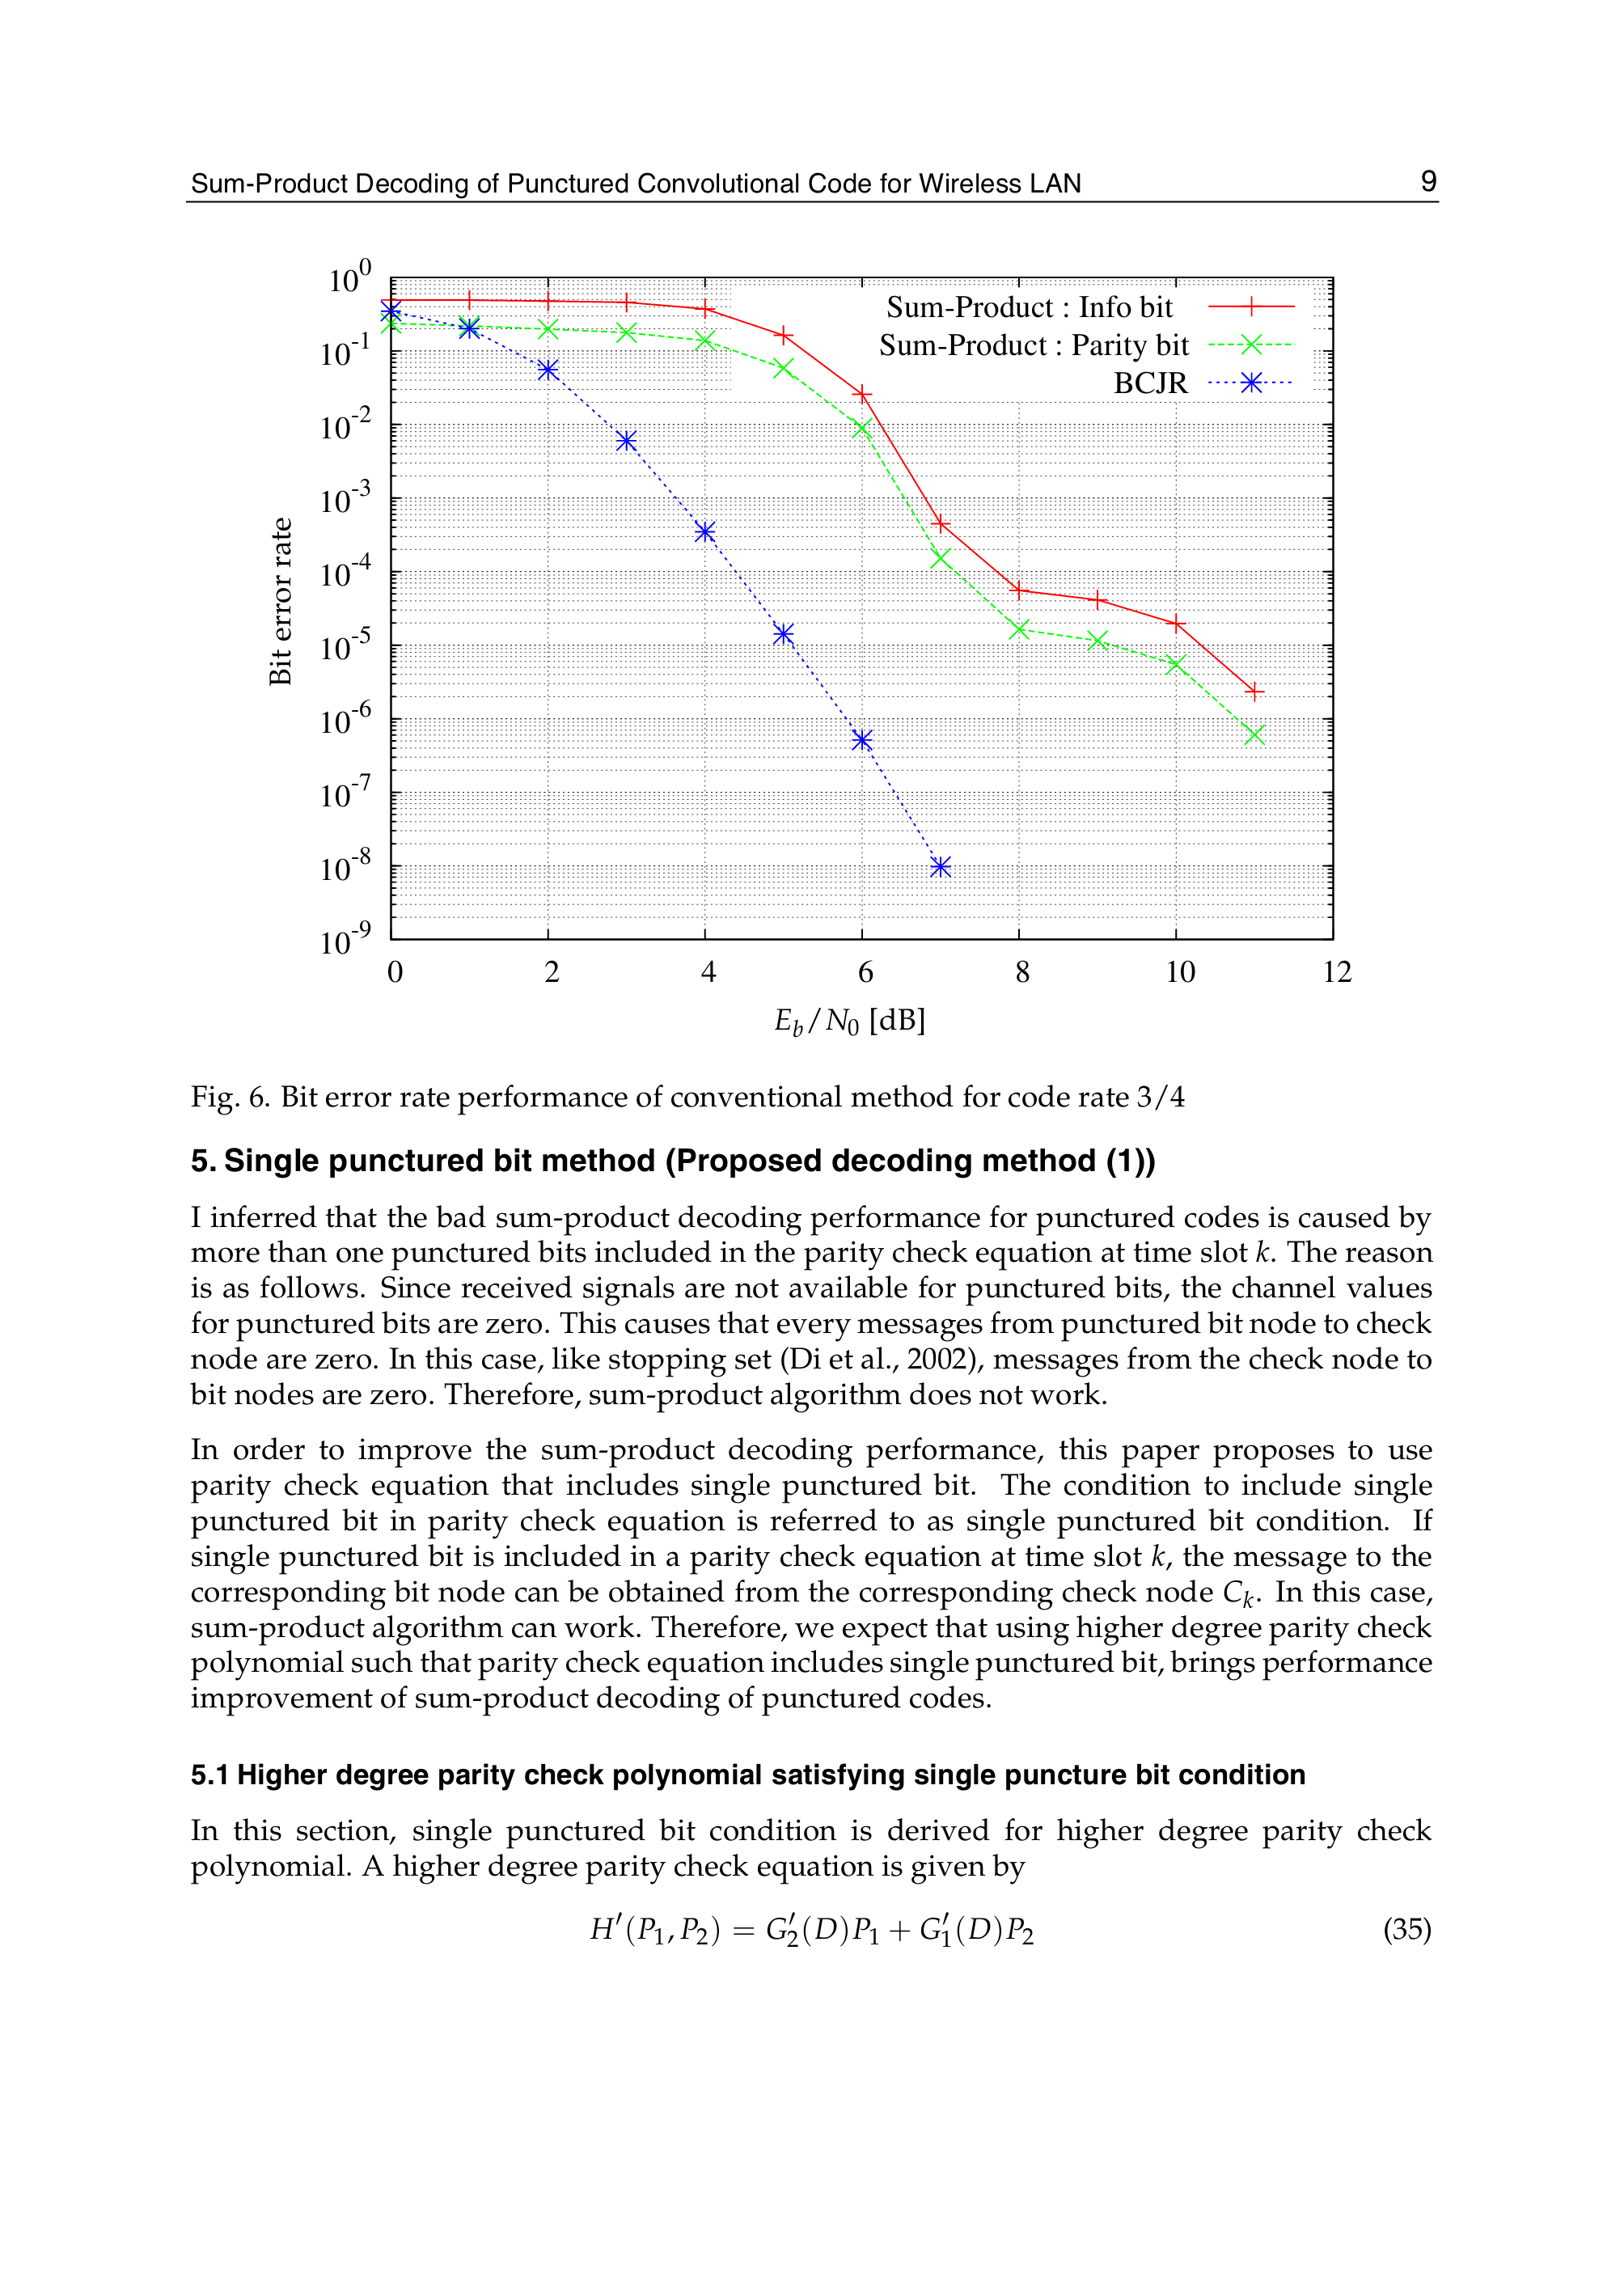 Sum-Product Decoding of Punctured Convolutional Code for Wireless LAN 9
10^0
10^-1
10^-2
10^-3
10^-4
10^-5
10^-6
10^-7
10^-8
10^-9
Bit error rate
Sum-Product : Info bit
Sum-Product : Parity bit
BCJR
0 2 4 6 8 10 12
E_b/N_0 [dB]
Fig. 6. Bit error rate performance of conventional method for code rate 3/4
5. Single punctured bit method (Proposed decoding method (1))
I inferred that the bad sum-product decoding performance for punctured codes is caused by
more than one punctured bits included in the parity check equation at time slot k. The reason
is as follows. Since received signals are not available for punctured bits, the channel values
for punctured bits are zero. This causes that every messages from punctured bit node to check
node are zero. In this case, like stopping set (Di et al., 2002), messages from the check node to
bit nodes are zero. Therefore, sum-product algorithm does not work.
In order to improve the sum-product decoding performance, this paper proposes to use
parity check equation that includes single punctured bit. The condition to include single
punctured bit in parity check equation is referred to as single punctured bit condition. If
single punctured bit is included in a parity check equation at time slot k, the message to the
corresponding bit node can be obtained from the corresponding check node C_k. In this case,
sum-product algorithm can work. Therefore, we expect that using higher degree parity check
polynomial such that parity check equation includes single punctured bit, brings performance
improvement of sum-product decoding of punctured codes.
5.1 Higher degree parity check polynomial satisfying single puncture bit condition
In this section, single punctured bit condition is derived for higher degree parity check
polynomial. A higher degree parity check equation is given by
H′(P_1, P_2) = G′_2(D)P_1 + G′_1(D)P_2 (35)